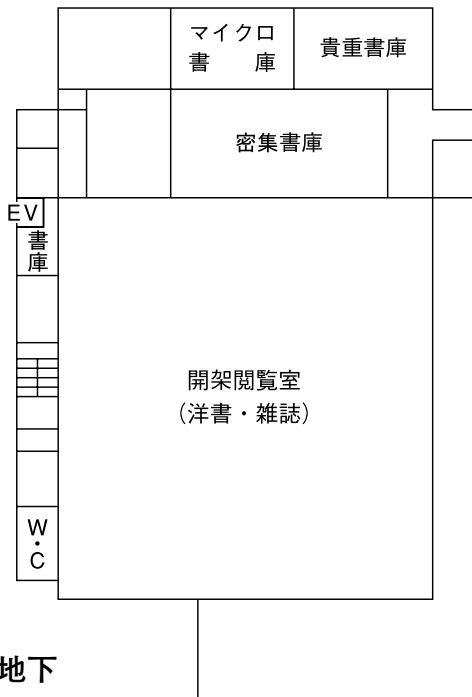 マイクロ
書　庫
貴重書庫
密集書庫
EV
書庫
開架閲覧室
（洋書・雑誌）
W・C
地下